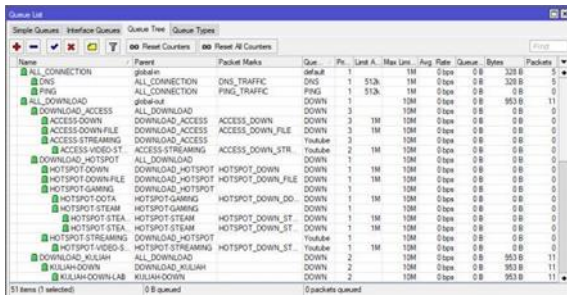 Queue List
Simple Queues Interface Queues Queue Tree Queue Types
Reset Counters Reset All Counters Find
Name Parent Packet Marks Que... Pri... Limit A... Max Limi... Avg. Rate Queue... Bytes Packets
ALL_CONNECTION global-in default 1 1M 0 bps 0 B 328 B 5
DNS ALL_CONNECTION DNS_TRAFFIC DNS 1 512k 1M 0 bps 0 B 328 B 5
PING ALL_CONNECTION PING_TRAFFIC PING 1 512k 1M 0 bps 0 B 0 B 0
ALL_DOWNLOAD global-out DOWN 1 10M 0 bps 0 B 953 B 11
DOWNLOAD_ACCESS ALL_DOWNLOAD DOWN 3 10M 0 bps 0 B 0 B 0
ACCESS-DOWN DOWNLOAD_ACCESS ACCESS_DOWN DOWN 3 1M 10M 0 bps 0 B 0 B 0
ACCESS-DOWN-FILE DOWNLOAD_ACCESS ACCESS_DOWN_FILE DOWN 3 1M 10M 0 bps 0 B 0 B 0
ACCESS-STREAMING DOWNLOAD_ACCESS Youtube 3 10M 0 bps 0 B 0 B 0
ACCESS-VIDEO-ST... ACCESS-STREAMING ACCESS_DOWN_STR... Youtube 2 1M 10M 0 bps 0 B 0 B 0
DOWNLOAD_HOTSPOT ALL_DOWNLOAD DOWN 1 10M 0 bps 0 B 0 B 0
HOTSPOT-DOWN DOWNLOAD_HOTSPOT HOTSPOT_DOWN DOWN 1 1M 10M 0 bps 0 B 0 B 0
HOTSPOT-DOWN-FILE DOWNLOAD_HOTSPOT HOTSPOT_DOWN_FILE DOWN 1 1M 10M 0 bps 0 B 0 B 0
HOTSPOT-GAMING DOWNLOAD_HOTSPOT DOWN 1 10M 0 bps 0 B 0 B 0
HOTSPOT-DOTA HOTSPOT-GAMING HOTSPOT_DOWN_DO... DOWN 1 1M 10M 0 bps 0 B 0 B 0
HOTSPOT-STEAM HOTSPOT-GAMING DOWN 1 10M 0 bps 0 B 0 B 0
HOTSPOT-STEA... HOTSPOT-STEAM HOTSPOT_DOWN_ST... DOWN 1 1M 10M 0 bps 0 B 0 B 0
HOTSPOT-STEA... HOTSPOT-STEAM HOTSPOT_DOWN_ST... DOWN 1 1M 10M 0 bps 0 B 0 B 0
HOTSPOT-STREAMING DOWNLOAD_HOTSPOT Youtube 1 10M 0 bps 0 B 0 B 0
HOTSPOT-VIDEO-S... HOTSPOT-STREAMING HOTSPOT_DOWN_ST... Youtube 1 1M 10M 0 bps 0 B 0 B 0
DOWNLOAD_KULIAH ALL_DOWNLOAD DOWN 2 10M 0 bps 0 B 953 B 11
KULIAH-DOWN DOWNLOAD_KULIAH DOWN 2 10M 0 bps 0 B 953 B 11
KULIAH-DOWN-LAB KULIAH-DOWN DOWN 2 10M 0 bps 0 B 953 B 11
51 items (1 selected) 0 B queued 0 packets queued